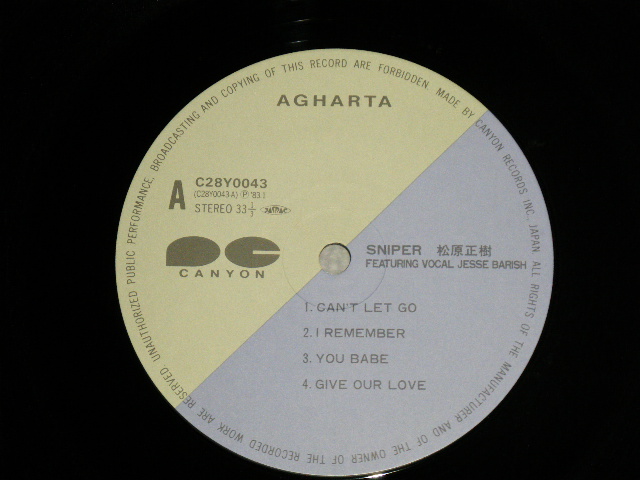 AGHARTA
A
C28Y0043
(C28Y0043-A) Ⓟ '83.
STEREO 33 1/3
CANYON
SNIPER 松原正樹
FEATURING VOCAL JESSE BARISH
1. CAN'T LET GO
2. I REMEMBER
3. YOU BABE
4. GIVE OUR LOVE
MADE BY CANYON RECORDS INC., JAPAN. ALL RIGHTS OF THE MANUFACTURER AND OF THE OWNER OF THE RECORDED WORK ARE RESERVED. UNAUTHORIZED PUBLIC PERFORMANCE, BROADCASTING AND COPYING OF THIS RECORD ARE FORBIDDEN